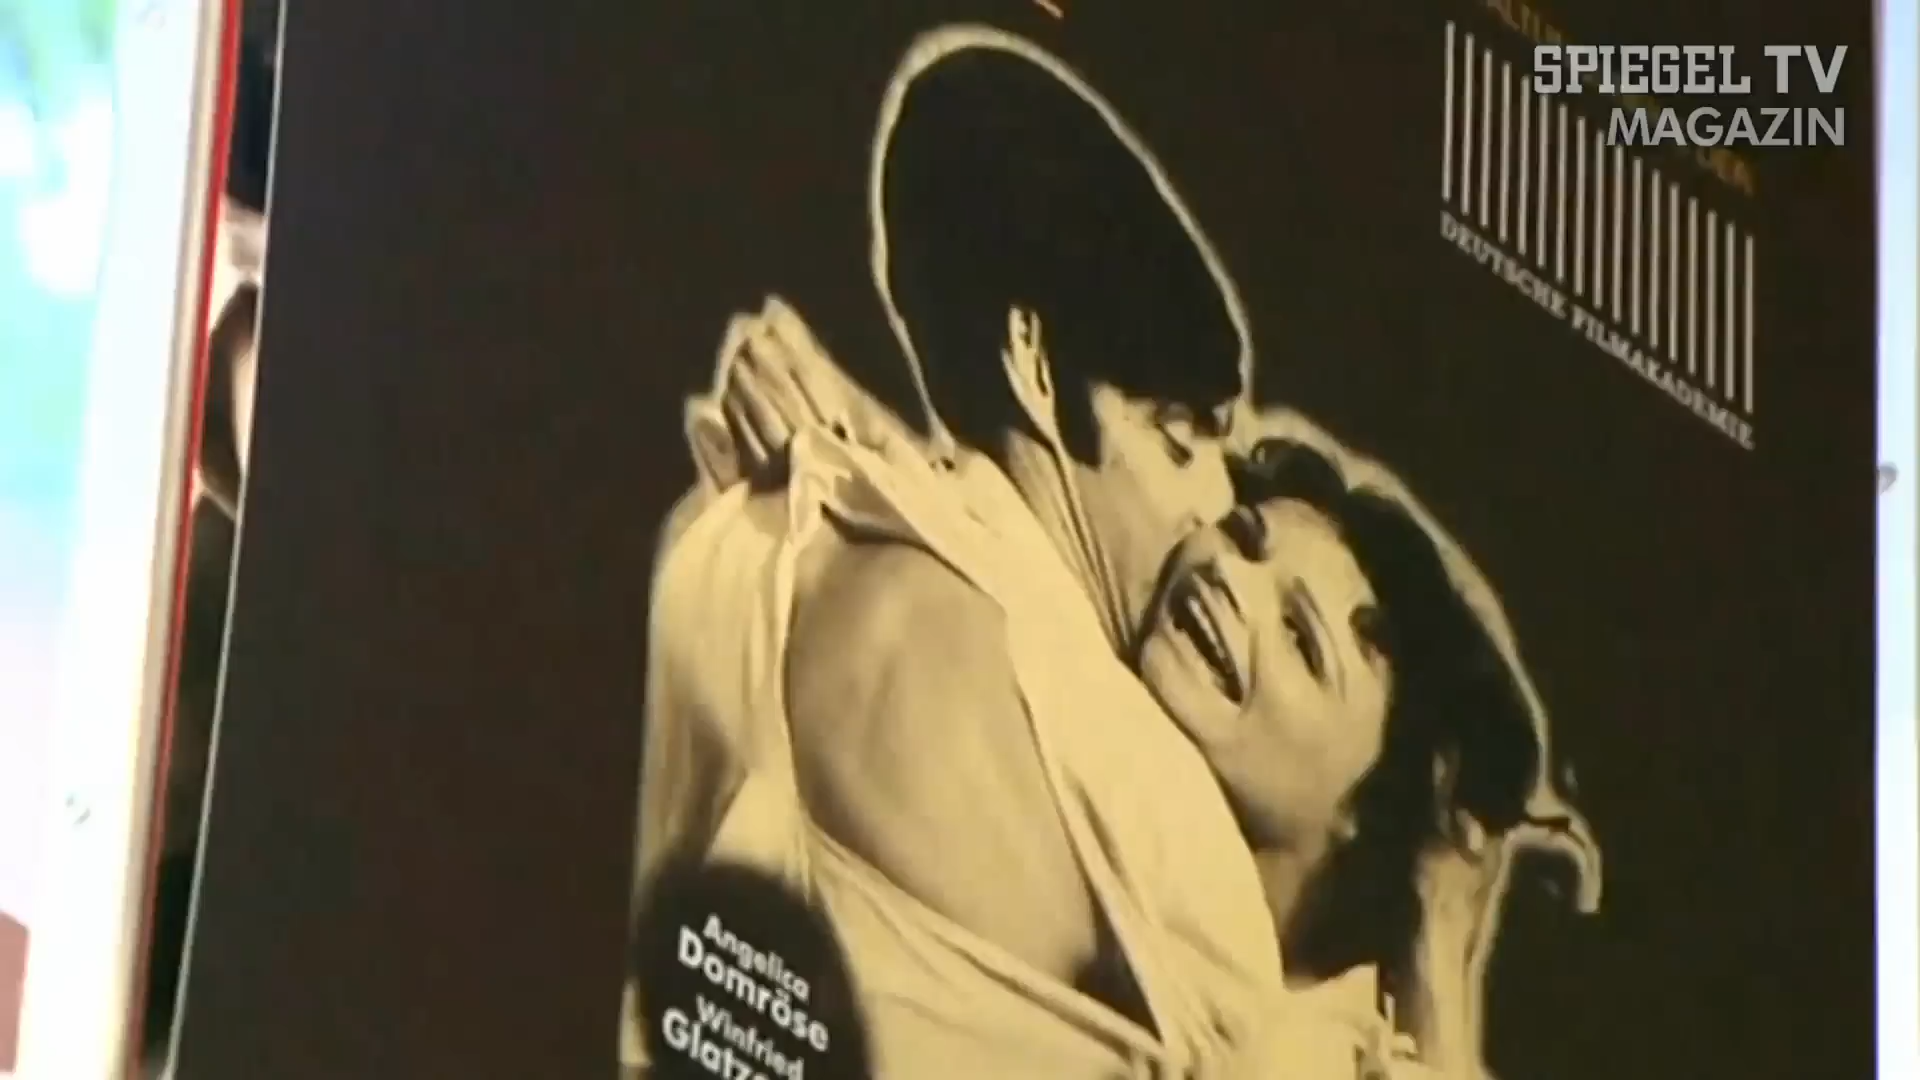 SPIEGEL TV
MAGAZIN
DEUTSCHE FILMAKADEMIE
Angelica
Domröse
Winfried